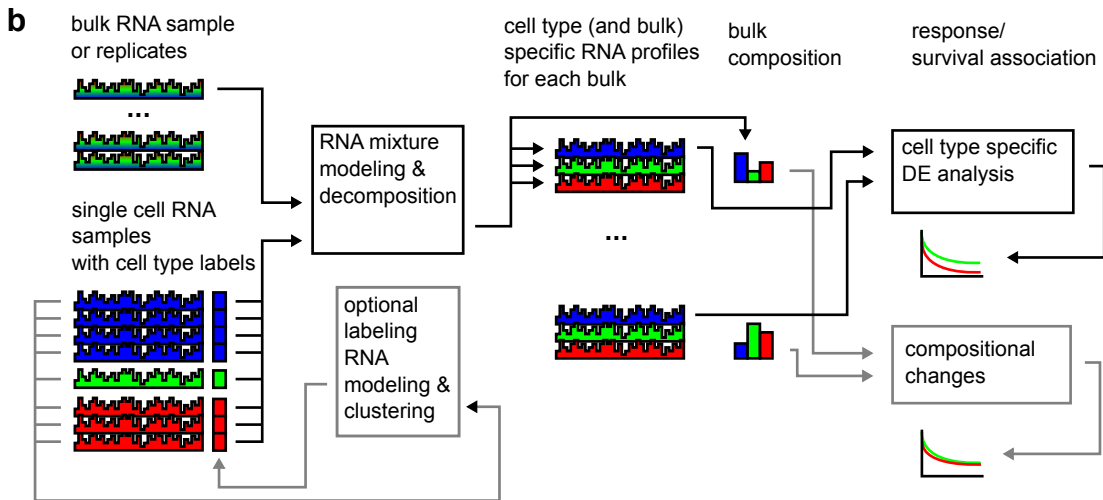 b
bulk RNA sample
or replicates
...
single cell RNA
samples
with cell type labels
RNA mixture
modeling &
decomposition
optional
labeling
RNA
modeling &
clustering
cell type (and bulk)
specific RNA profiles
for each bulk
...
bulk
composition
response/
survival association
cell type specific
DE analysis
compositional
changes